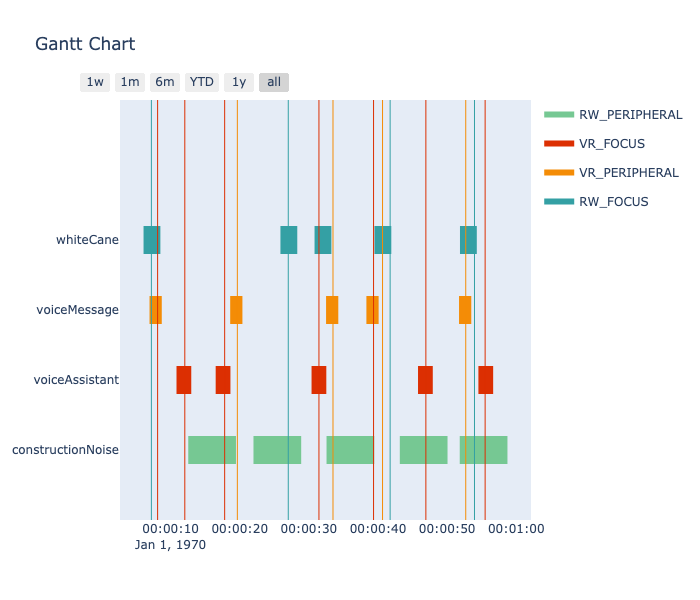 Gantt Chart
1w 1m 6m YTD 1y all
RW_PERIPHERAL
VR_FOCUS
VR_PERIPHERAL
RW_FOCUS
whiteCane
voiceMessage
voiceAssistant
constructionNoise
00:00:10 00:00:20 00:00:30 00:00:40 00:00:50 00:01:00
Jan 1, 1970